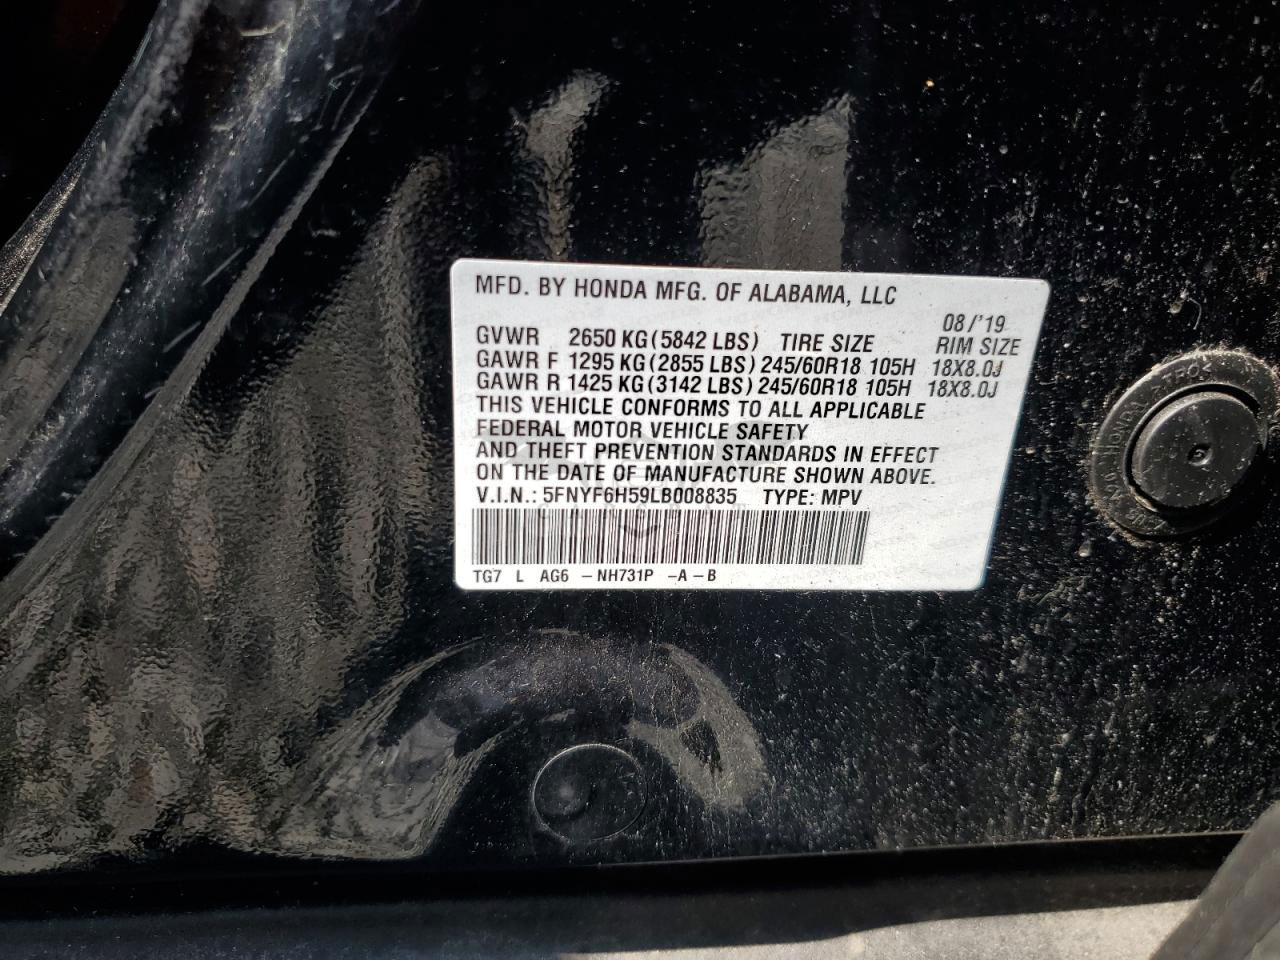 MFD. BY HONDA MFG. OF ALABAMA, LLC
08/'19
GVWR 2650 KG (5842 LBS) TIRE SIZE RIM SIZE
GAWR F 1295 KG (2855 LBS) 245/60R18 105H 18X8.0J
GAWR R 1425 KG (3142 LBS) 245/60R18 105H 18X8.0J
THIS VEHICLE CONFORMS TO ALL APPLICABLE
FEDERAL MOTOR VEHICLE SAFETY
AND THEFT PREVENTION STANDARDS IN EFFECT
ON THE DATE OF MANUFACTURE SHOWN ABOVE.
V.I.N.: 5FNYF6H59LB008835 TYPE: MPV
TG7 L AG6 -NH731P -A-B